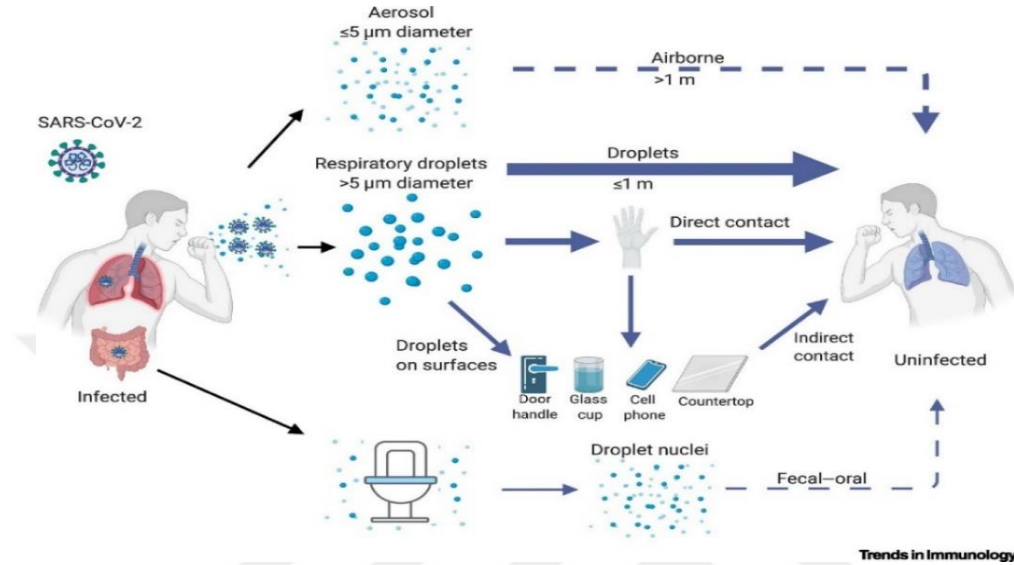 Aerosol
≤5 µm diameter
Airborne
>1 m
SARS-CoV-2
Respiratory droplets
>5 µm diameter
Droplets
≤1 m
Direct contact
Droplets
on surfaces
Indirect
contact
Uninfected
Infected
Door
handle
Glass
cup
Cell
phone
Countertop
Droplet nuclei
Fecal–oral
Trends in Immunology